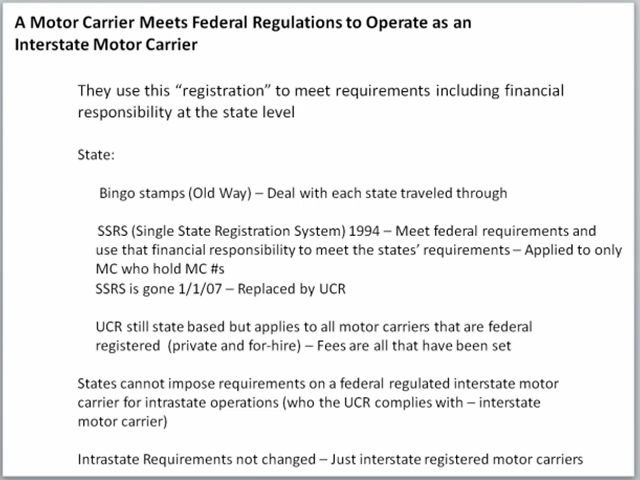 A Motor Carrier Meets Federal Regulations to Operate as an
Interstate Motor Carrier
They use this “registration” to meet requirements including financial
responsibility at the state level
State:
Bingo stamps (Old Way) – Deal with each state traveled through
SSRS (Single State Registration System) 1994 – Meet federal requirements and
use that financial responsibility to meet the states’ requirements – Applied to only
MC who hold MC #s
SSRS is gone 1/1/07 – Replaced by UCR
UCR still state based but applies to all motor carriers that are federal
registered (private and for-hire) – Fees are all that have been set
States cannot impose requirements on a federal regulated interstate motor
carrier for intrastate operations (who the UCR complies with – interstate
motor carrier)
Intrastate Requirements not changed – Just interstate registered motor carriers